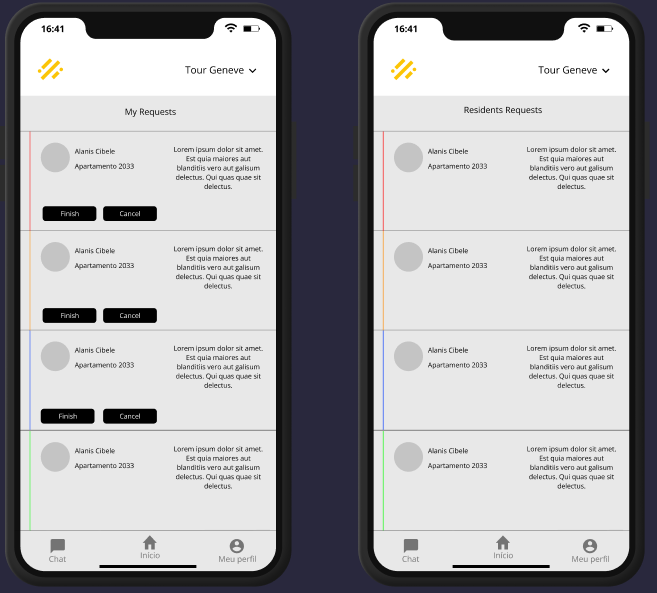 16:41
Tour Geneve
My Requests
Alanis Cibele
Apartamento 2033
Lorem ipsum dolor sit amet.
Est quia maiores aut
blanditiis vero aut galisum
delectus. Qui quas quae sit
delectus.
Finish
Cancel
Alanis Cibele
Apartamento 2033
Lorem ipsum dolor sit amet.
Est quia maiores aut
blanditiis vero aut galisum
delectus. Qui quas quae sit
delectus.
Finish
Cancel
Alanis Cibele
Apartamento 2033
Lorem ipsum dolor sit amet.
Est quia maiores aut
blanditiis vero aut galisum
delectus. Qui quas quae sit
delectus.
Finish
Cancel
Alanis Cibele
Apartamento 2033
Lorem ipsum dolor sit amet.
Est quia maiores aut
blanditiis vero aut galisum
delectus. Qui quas quae sit
delectus.
Chat
Início
Meu perfil
16:41
Tour Geneve
Residents Requests
Alanis Cibele
Apartamento 2033
Lorem ipsum dolor sit amet.
Est quia maiores aut
blanditiis vero aut galisum
delectus. Qui quas quae sit
delectus.
Alanis Cibele
Apartamento 2033
Lorem ipsum dolor sit amet.
Est quia maiores aut
blanditiis vero aut galisum
delectus. Qui quas quae sit
delectus.
Alanis Cibele
Apartamento 2033
Lorem ipsum dolor sit amet.
Est quia maiores aut
blanditiis vero aut galisum
delectus. Qui quas quae sit
delectus.
Alanis Cibele
Apartamento 2033
Lorem ipsum dolor sit amet.
Est quia maiores aut
blanditiis vero aut galisum
delectus. Qui quas quae sit
delectus.
Chat
Início
Meu perfil